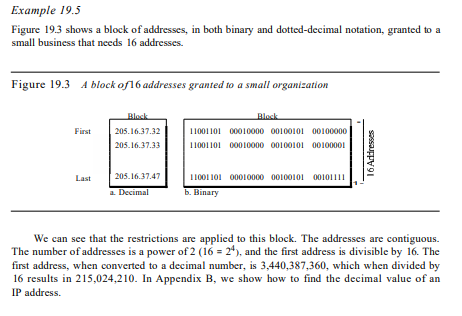 Example 19.5
Figure 19.3 shows a block of addresses, in both binary and dotted-decimal notation, granted to a
small business that needs 16 addresses.
Figure 19.3 A block of 16 addresses granted to a small organization
Block Block
First 205.16.37.32 11001101 00010000 00100101 00100000
205.16.37.33 11001101 00010000 00100101 00100001
Last 205.16.37.47 11001101 00010000 00100101 00101111
16 Addresses
a. Decimal b. Binary
We can see that the restrictions are applied to this block. The addresses are contiguous.
The number of addresses is a power of 2 (16 = 2⁴), and the first address is divisible by 16. The
first address, when converted to a decimal number, is 3,440,387,360, which when divided by
16 results in 215,024,210. In Appendix B, we show how to find the decimal value of an
IP address.